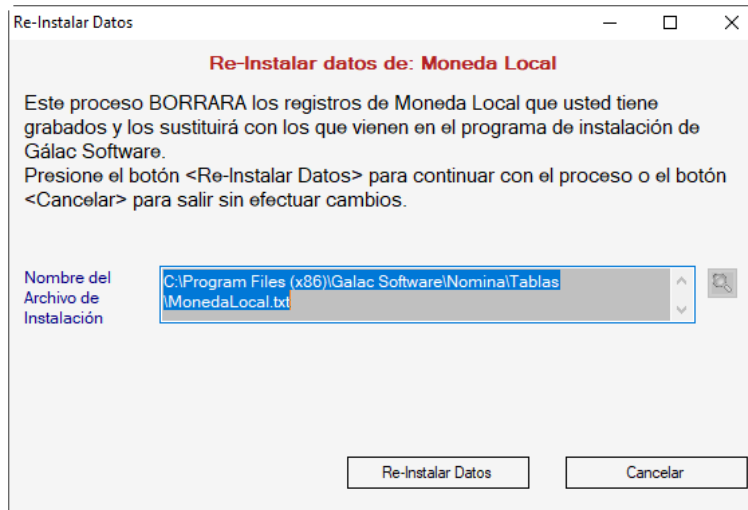 Re-Instalar Datos
Re-Instalar datos de: Moneda Local
Este proceso BORRARA los registros de Moneda Local que usted tiene
grabados y los sustituirá con los que vienen en el programa de instalación de
Gálac Software.
Presione el botón <Re-Instalar Datos> para continuar con el proceso o el botón
<Cancelar> para salir sin efectuar cambios.
Nombre del
Archivo de
Instalación
C:\Program Files (x86)\Galac Software\Nomina\Tablas
\MonedaLocal.txt
Re-Instalar Datos
Cancelar